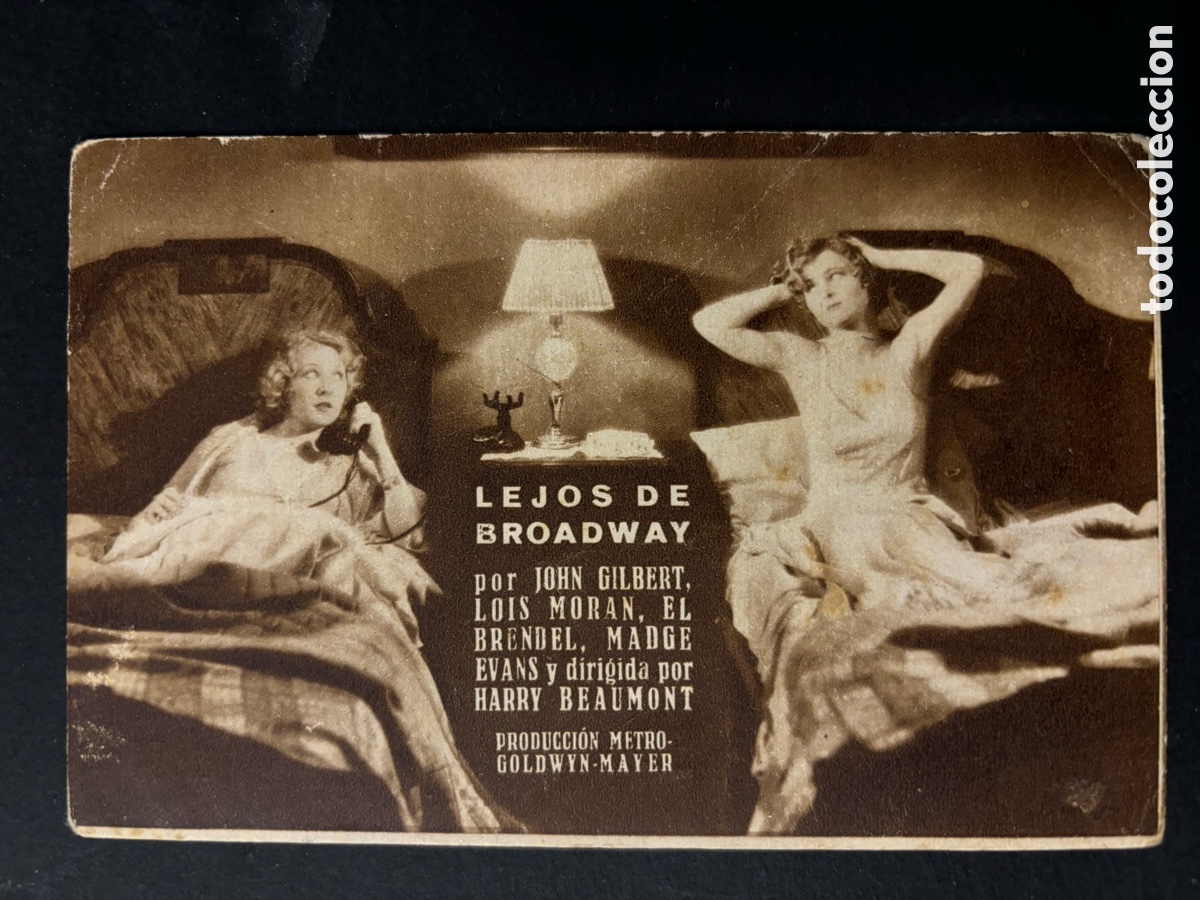 LEJOS DE
BROADWAY
por JOHN GILBERT,
LOIS MORAN, EL
BRENDEL, MADGE
EVANS y dirigida por
HARRY BEAUMONT
PRODUCCIÓN METRO-
GOLDWYN-MAYER
todocoleccion